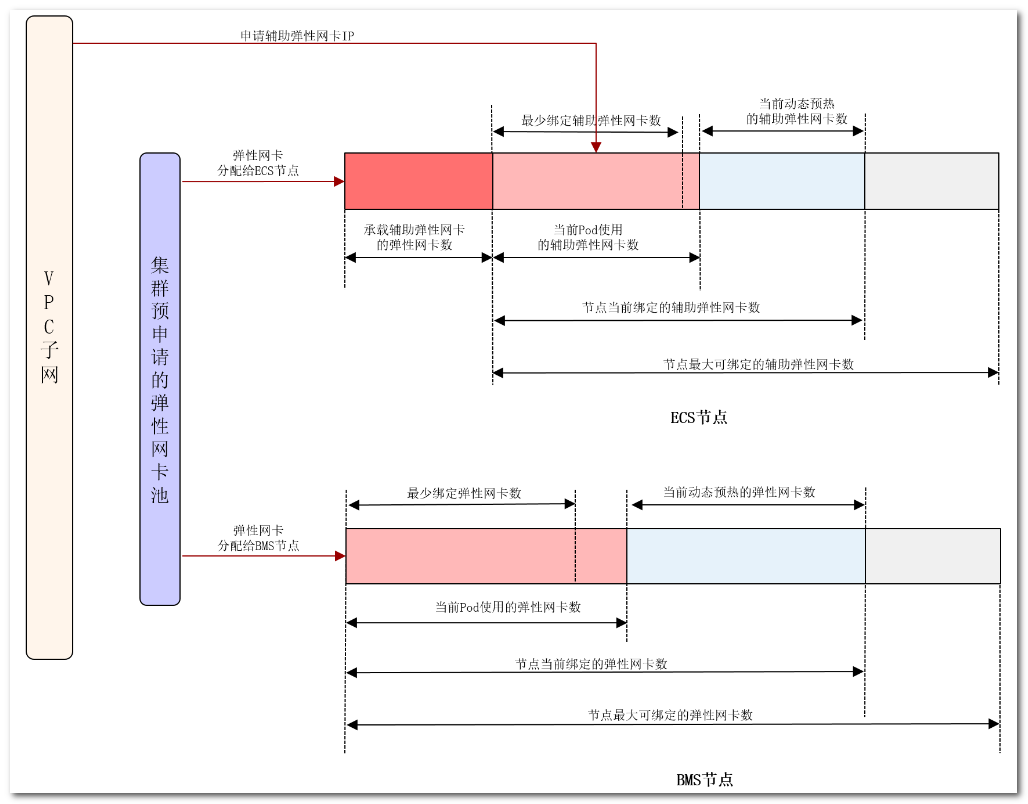 申请辅助弹性网卡IP
最少绑定辅助弹性网卡数
当前动态预热
的辅助弹性网卡数
弹性网卡
分配给ECS节点
承载辅助弹性网卡
的弹性网卡数
当前Pod使用
的辅助弹性网卡数
节点当前绑定的辅助弹性网卡数
节点最大可绑定的辅助弹性网卡数
ECS节点
VPC子网
集群预申请的弹性网卡池
最少绑定弹性网卡数
当前动态预热的弹性网卡数
弹性网卡
分配给BMS节点
当前Pod使用的弹性网卡数
节点当前绑定的弹性网卡数
节点最大可绑定的弹性网卡数
BMS节点